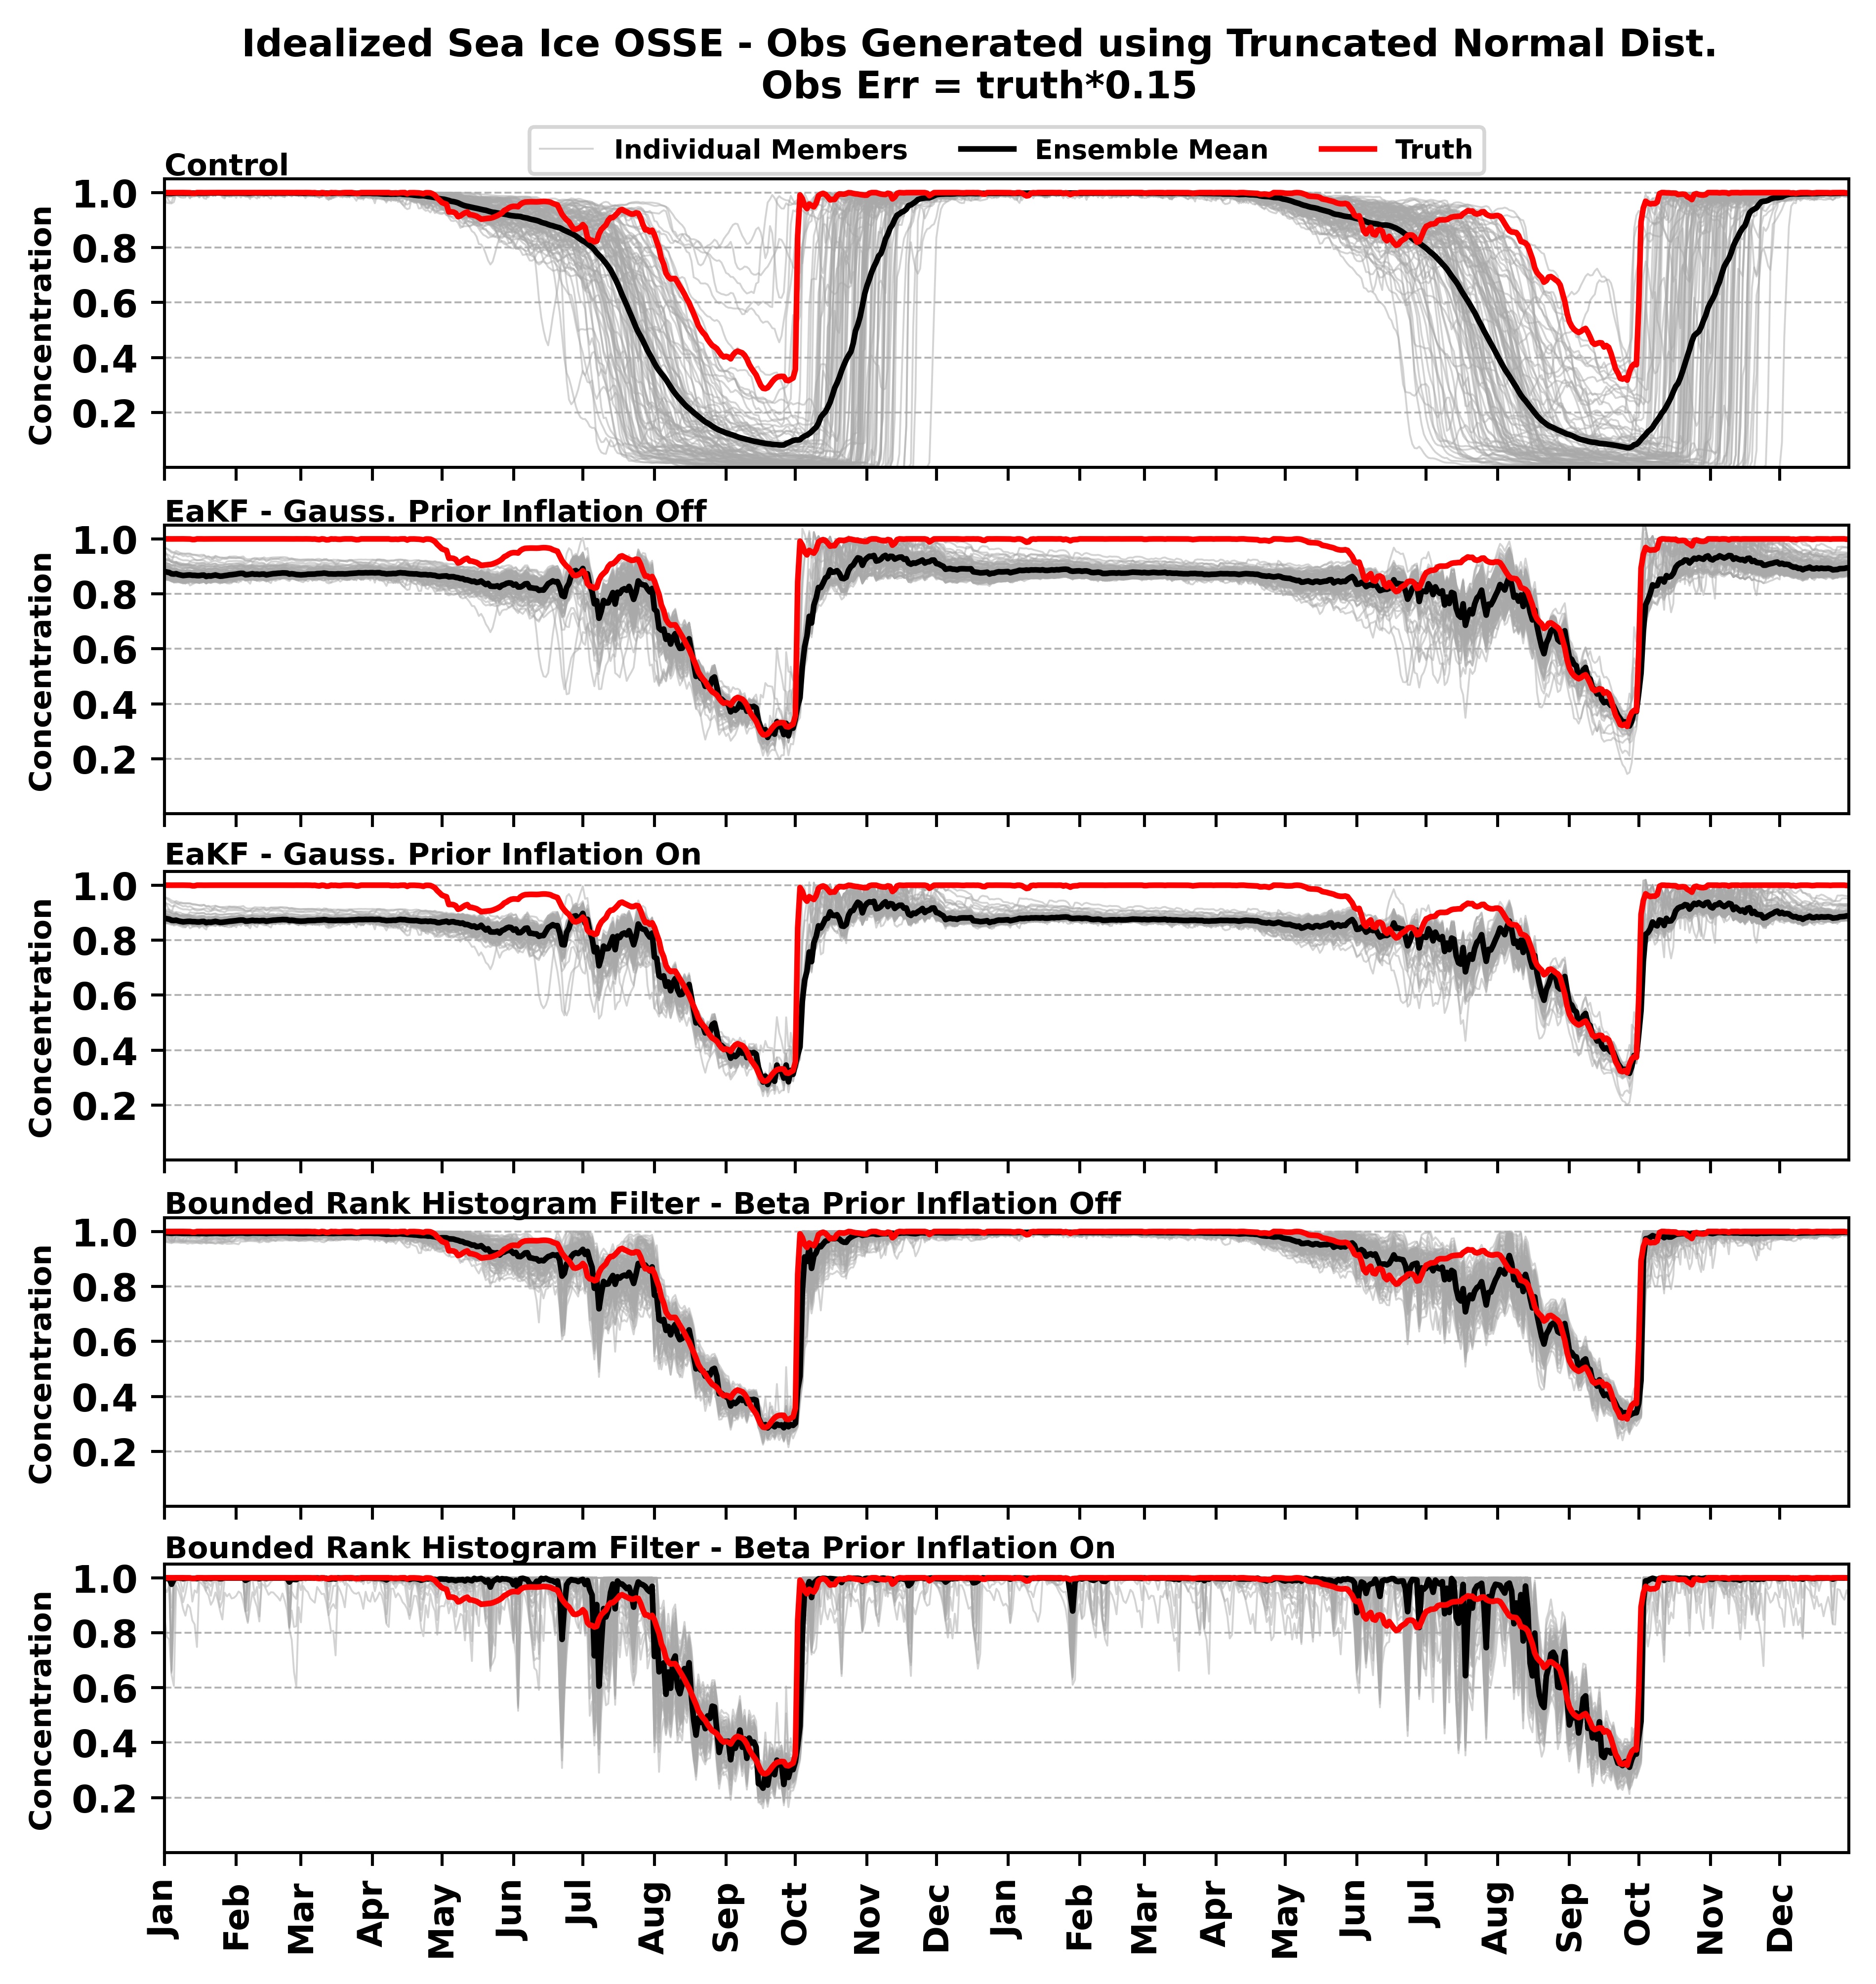 Idealized Sea Ice OSSE - Obs Generated using Truncated Normal Dist.
Obs Err = truth*0.15
Individual Members Ensemble Mean Truth
Control
Concentration
1.0
0.8
0.6
0.4
0.2
EaKF - Gauss. Prior Inflation Off
Concentration
1.0
0.8
0.6
0.4
0.2
EaKF - Gauss. Prior Inflation On
Concentration
1.0
0.8
0.6
0.4
0.2
Bounded Rank Histogram Filter - Beta Prior Inflation Off
Concentration
1.0
0.8
0.6
0.4
0.2
Bounded Rank Histogram Filter - Beta Prior Inflation On
Concentration
1.0
0.8
0.6
0.4
0.2
Jan Feb Mar Apr May Jun Jul Aug Sep Oct Nov Dec Jan Feb Mar Apr May Jun Jul Aug Sep Oct Nov Dec